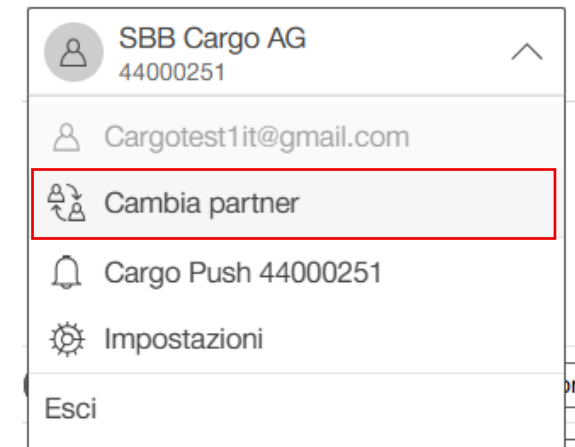 SBB Cargo AG
44000251
Cargotest1it@gmail.com
Cambia partner
Cargo Push 44000251
Impostazioni
Esci